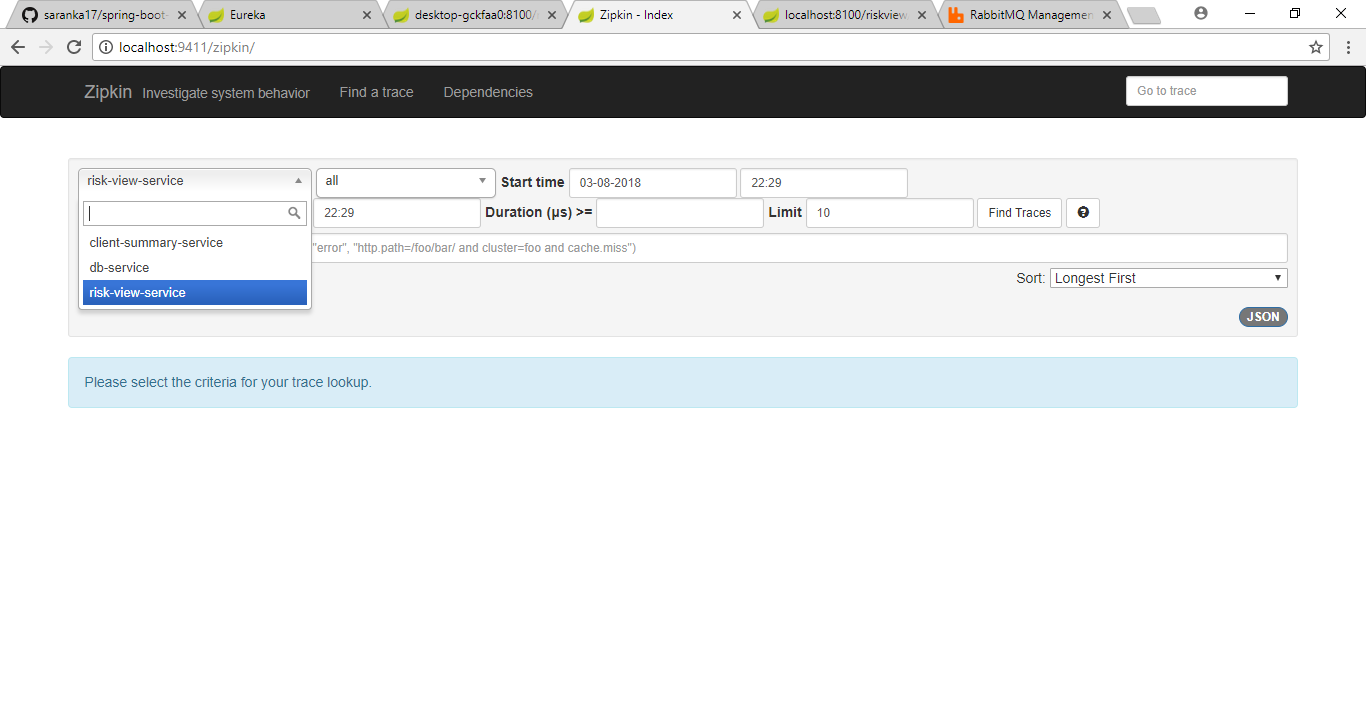 saranka17/spring-boot-
Eureka
desktop-gckfaa0:8100/
Zipkin - Index
localhost:8100/riskview
RabbitMQ Managemen
localhost:9411/zipkin/
Zipkin Investigate system behavior Find a trace Dependencies Go to trace
risk-view-service all Start time 03-08-2018 22:29
22:29 Duration (μs) >= Limit 10 Find Traces
client-summary-service
"error", "http.path=/foo/bar/ and cluster=foo and cache.miss")
db-service
Sort: Longest First
risk-view-service
JSON
Please select the criteria for your trace lookup.